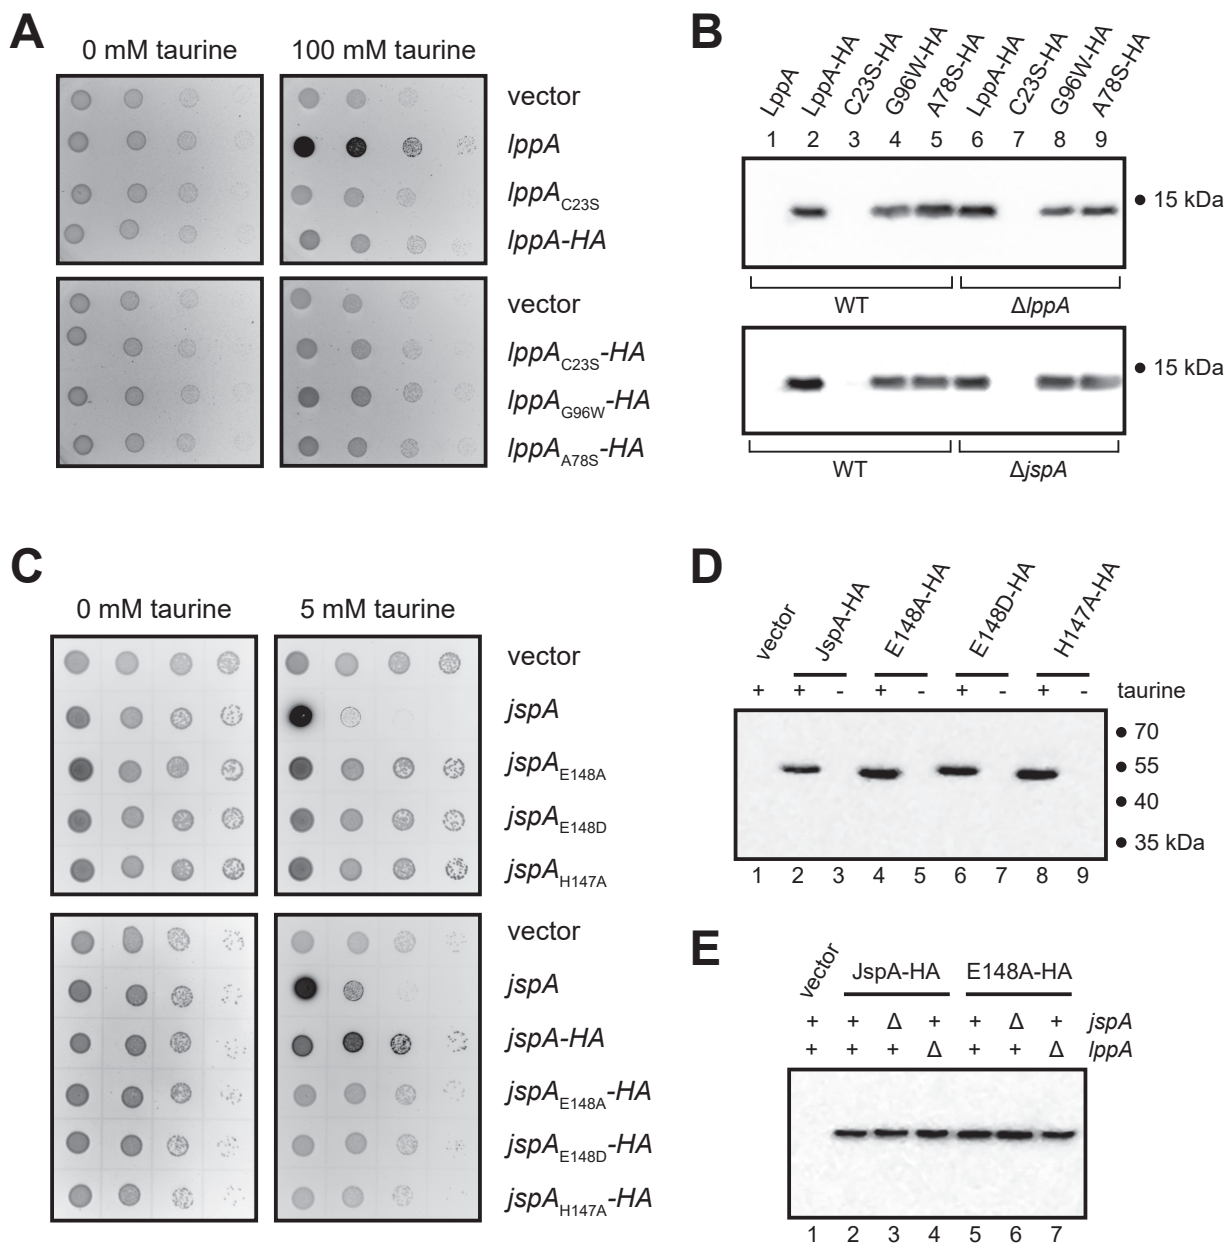 A
0 mM taurine
100 mM taurine
vector
lppA
lppAC23S
lppA-HA
vector
lppAC23S-HA
lppAG96W-HA
lppAA78S-HA
B
LppA
LppA-HA
C23S-HA
G96W-HA
A78S-HA
LppA-HA
C23S-HA
G96W-HA
A78S-HA
1 2 3 4 5 6 7 8 9
• 15 kDa
WT
ΔlppA
• 15 kDa
WT
ΔjspA
C
0 mM taurine
5 mM taurine
vector
jspA
jspAE148A
jspAE148D
jspAH147A
vector
jspA
jspA-HA
jspAE148A-HA
jspAE148D-HA
jspAH147A-HA
D
vector
JspA-HA
E148A-HA
E148D-HA
H147A-HA
+ + - + - + - + - taurine
• 70
• 55
• 40
• 35 kDa
1 2 3 4 5 6 7 8 9
E
vector
JspA-HA
E148A-HA
+ + Δ + + Δ + jspA
+ + + Δ + + Δ lppA
1 2 3 4 5 6 7